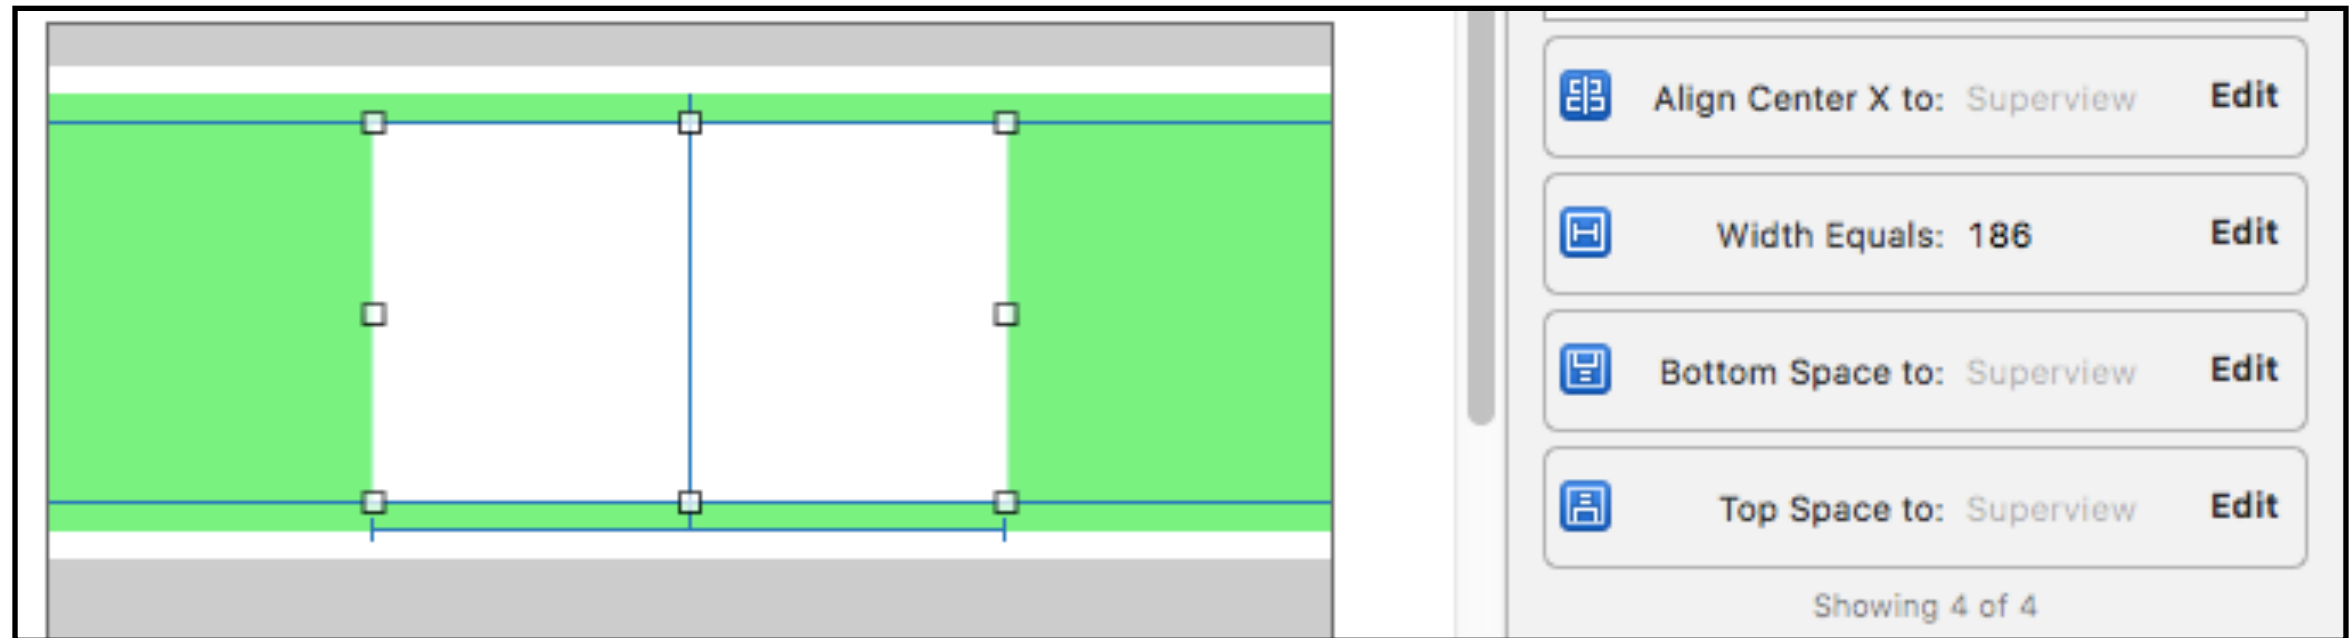 Align Center X to: Superview Edit
Width Equals: 186 Edit
Bottom Space to: Superview Edit
Top Space to: Superview Edit
Showing 4 of 4